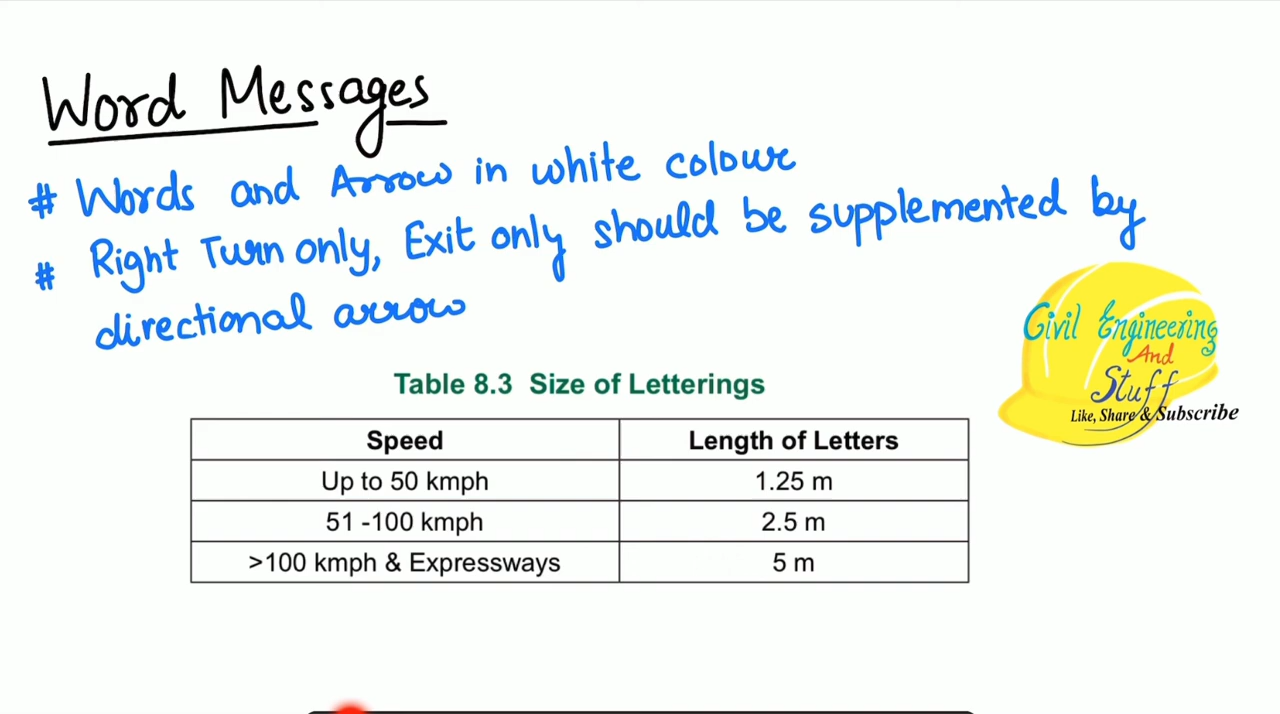 Word Messages
# Words and Arrow in white colour
# Right Turn only, Exit only should be supplemented by
directional arrow
Civil Engineering
And
Stuff
Like, Share & Subscribe
Table 8.3 Size of Letterings
Speed Length of Letters
Up to 50 kmph 1.25 m
51 -100 kmph 2.5 m
>100 kmph & Expressways 5 m